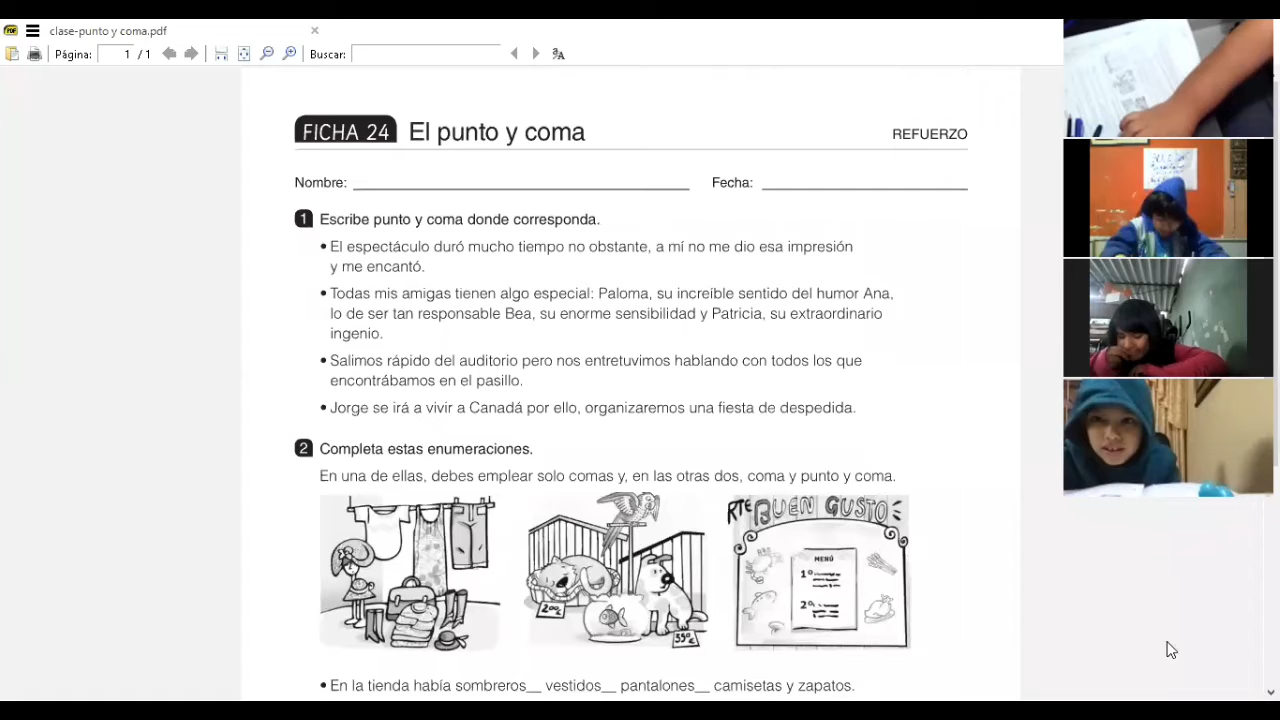 clase-punto y coma.pdf
Página: 1 / 1 Buscar:
FICHA 24 El punto y coma REFUERZO
Nombre: Fecha:
1 Escribe punto y coma donde corresponda.
• El espectáculo duró mucho tiempo no obstante, a mí no me dio esa impresión
y me encantó.
• Todas mis amigas tienen algo especial: Paloma, su increíble sentido del humor Ana,
lo de ser tan responsable Bea, su enorme sensibilidad y Patricia, su extraordinario
ingenio.
• Salimos rápido del auditorio pero nos entretuvimos hablando con todos los que
encontrábamos en el pasillo.
• Jorge se irá a vivir a Canadá por ello, organizaremos una fiesta de despedida.
2 Completa estas enumeraciones.
En una de ellas, debes emplear solo comas y, en las otras dos, coma y punto y coma.
RTE BUEN GUSTO
MENÚ
1º
2º
200€
350€
• En la tienda había sombreros__ vestidos__ pantalones__ camisetas y zapatos.